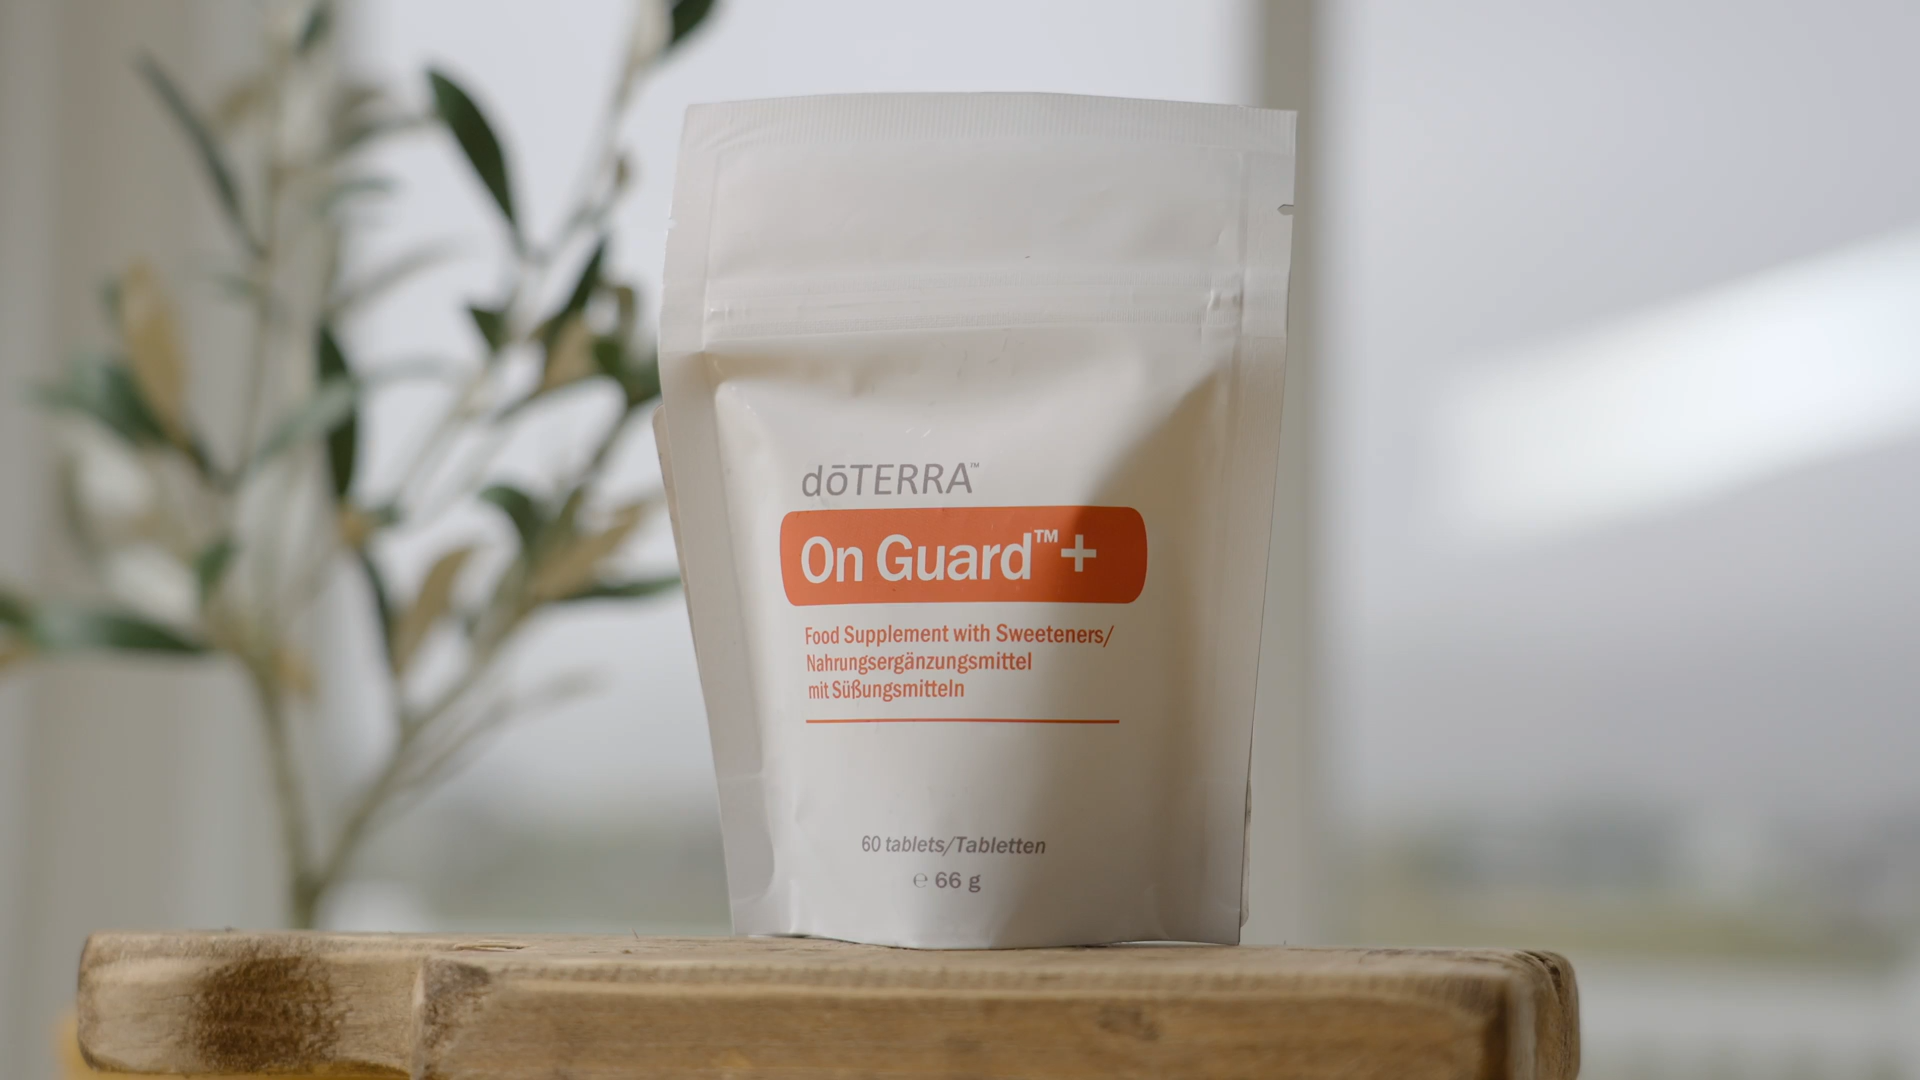 dōTERRA™
On Guard™+
Food Supplement with Sweeteners/
Nahrungsergänzungsmittel
mit Süßungsmitteln
60 tablets/Tabletten
℮ 66 g